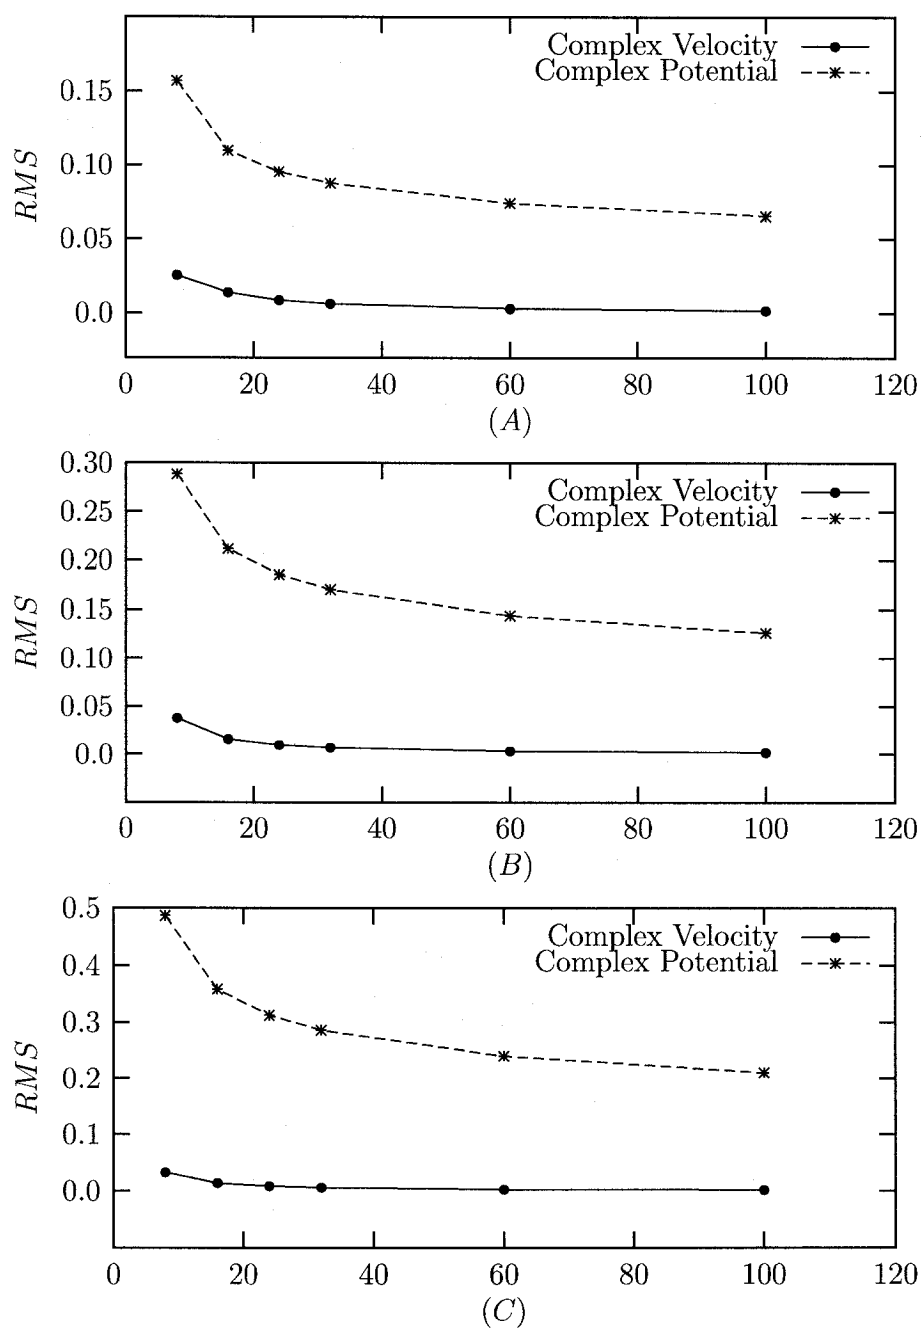 Complex Velocity
Complex Potential
0.15
0.10
0.05
0.0
RMS
0 20 40 60 80 100 120
(A)
0.30
Complex Velocity
Complex Potential
0.25
0.20
0.15
0.10
0.05
0.0
RMS
0 20 40 60 80 100 120
(B)
0.5
Complex Velocity
Complex Potential
0.4
0.3
0.2
0.1
0.0
RMS
0 20 40 60 80 100 120
(C)